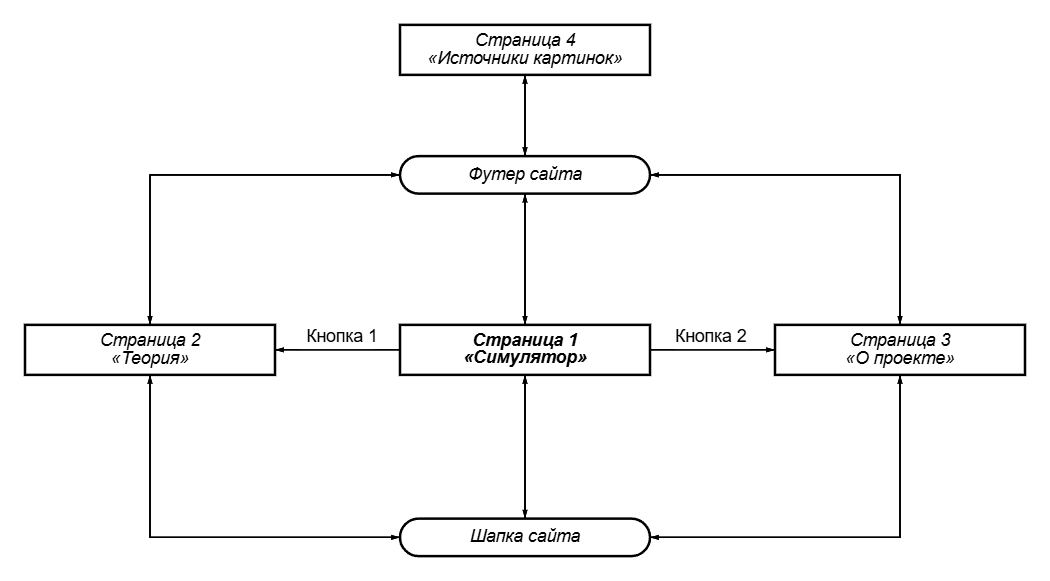 Страница 4
«Источники картинок»
Футер сайта
Страница 2
«Теория»
Кнопка 1
Страница 1
«Симулятор»
Кнопка 2
Страница 3
«О проекте»
Шапка сайта